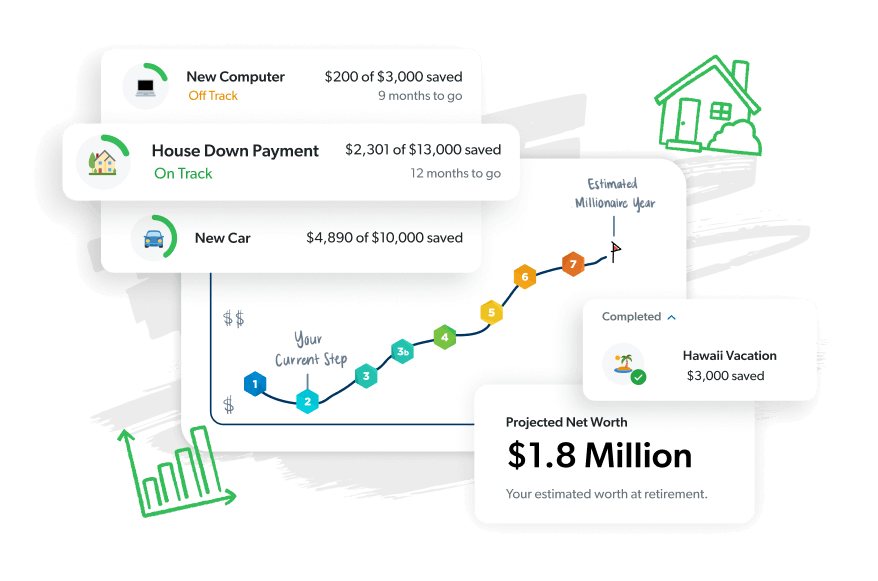 New Computer
$200 of $3,000 saved
Off Track
9 months to go
House Down Payment
$2,301 of $13,000 saved
On Track
12 months to go
New Car
$4,890 of $10,000 saved
Estimated
Millionaire Year
7
6
5
$$
Your
Current Step
4
3b
3
1
2
$
Completed
Hawaii Vacation
$3,000 saved
Projected Net Worth
$1.8 Million
Your estimated worth at retirement.